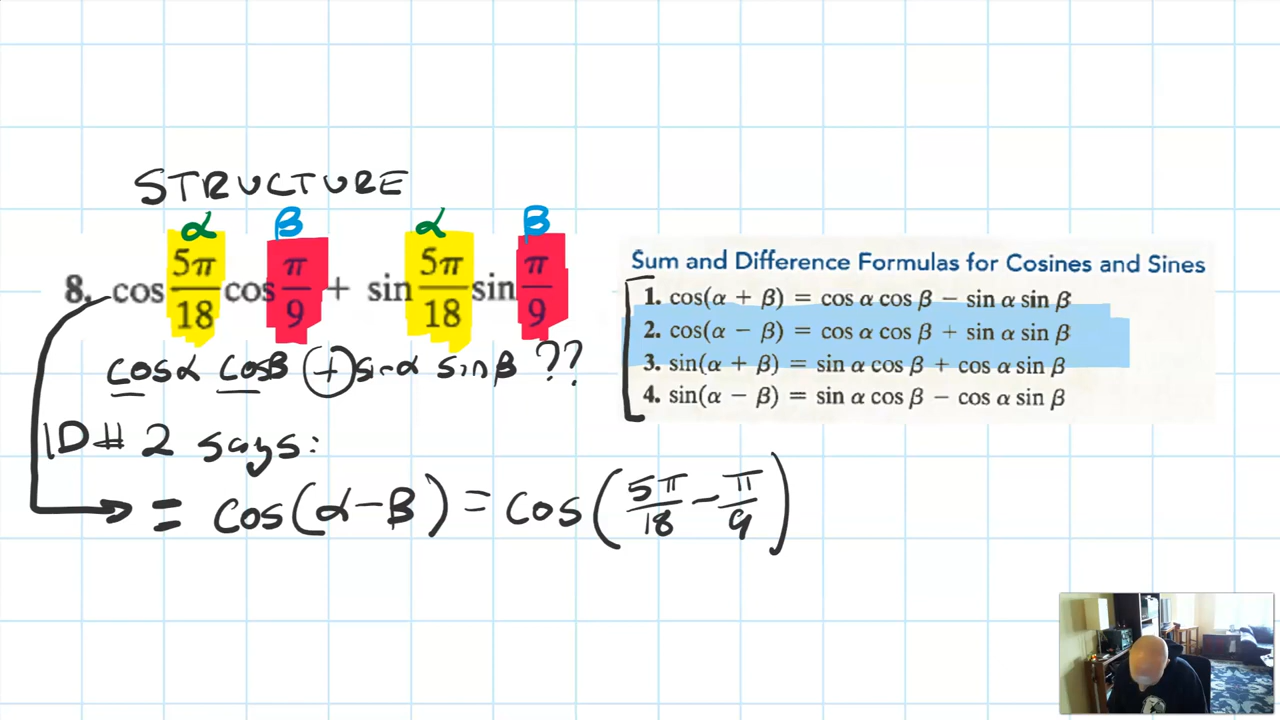 STRUCTURE
α β α β
8. cos 5π/18 cos π/9 + sin 5π/18 sin π/9
cosα cosβ + sinα sinβ ??
ID# 2 says:
= cos(α-β) = cos(5π/18 - π/9)
Sum and Difference Formulas for Cosines and Sines
1. cos(α + β) = cos α cos β − sin α sin β
2. cos(α − β) = cos α cos β + sin α sin β
3. sin(α + β) = sin α cos β + cos α sin β
4. sin(α − β) = sin α cos β − cos α sin β